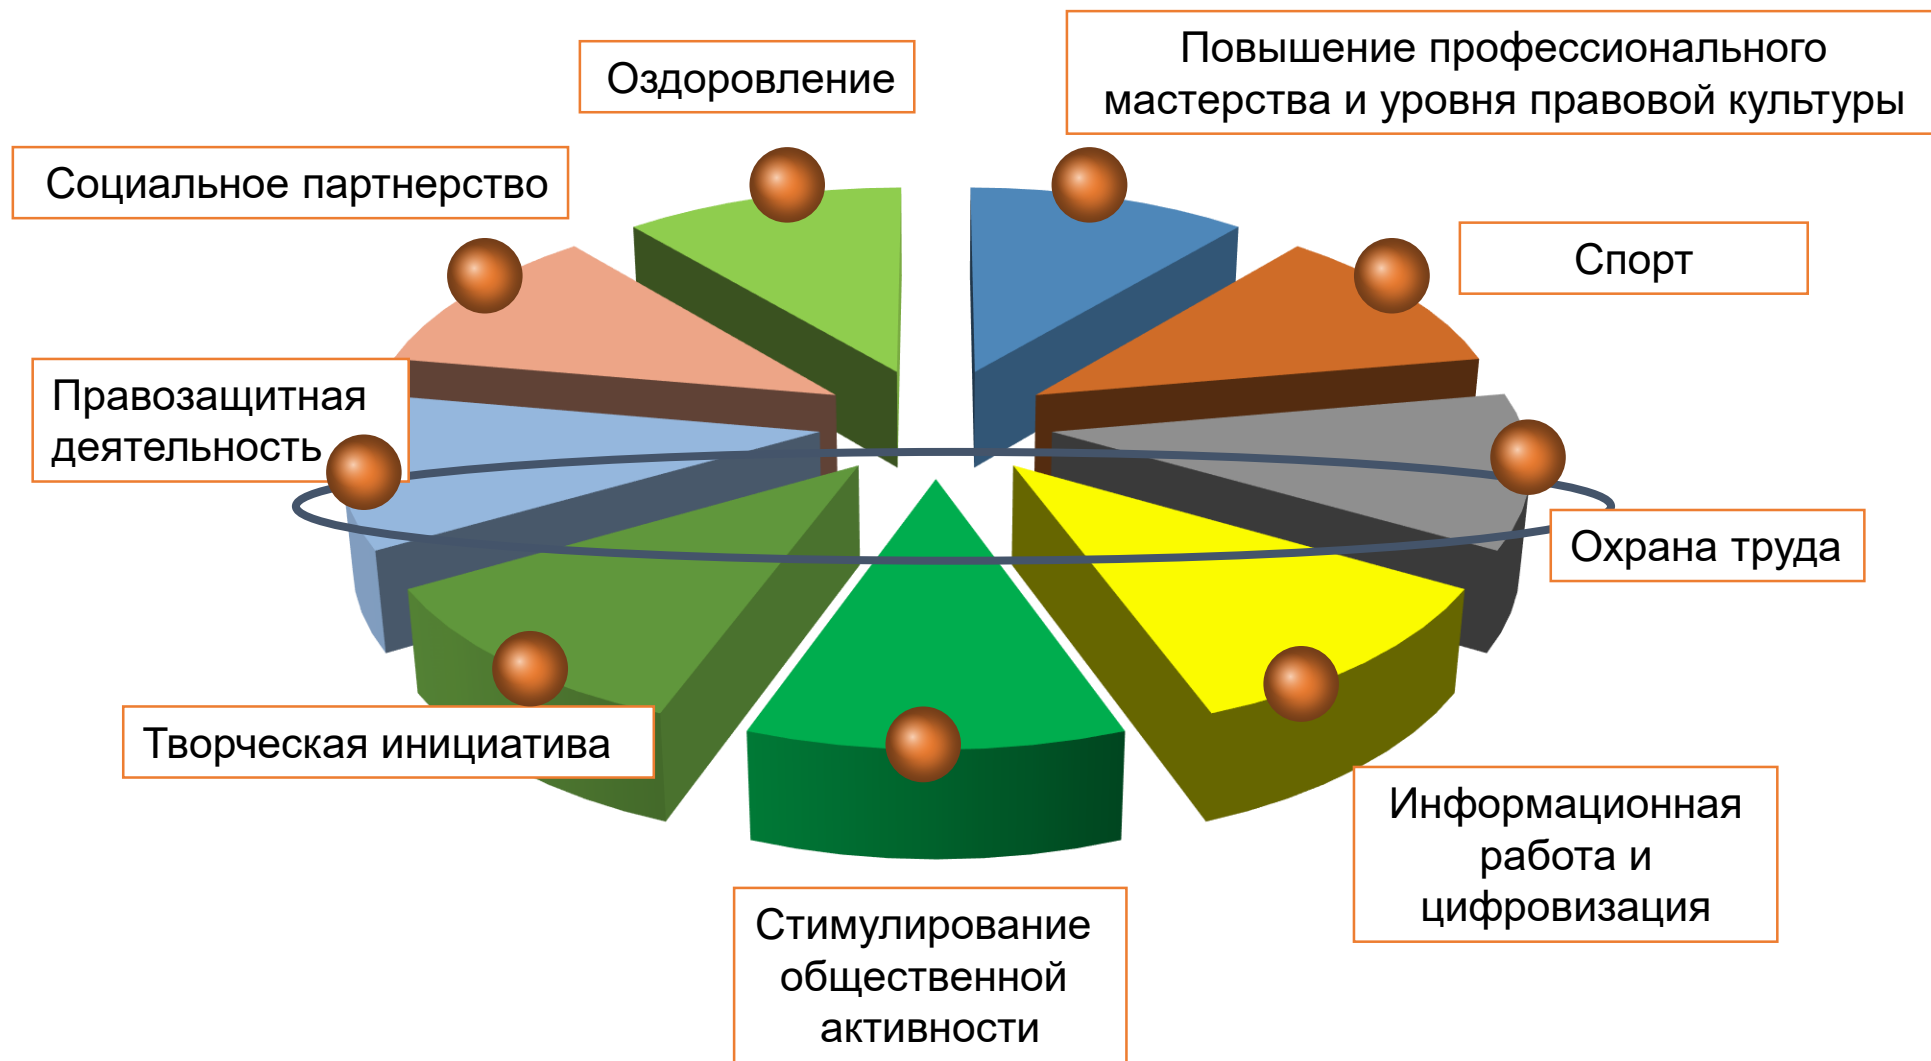 Оздоровление
Повышение профессионального
мастерства и уровня правовой культуры
Социальное партнерство
Спорт
Правозащитная
деятельность
Охрана труда
Творческая инициатива
Информационная
работа и
цифровизация
Стимулирование
общественной
активности